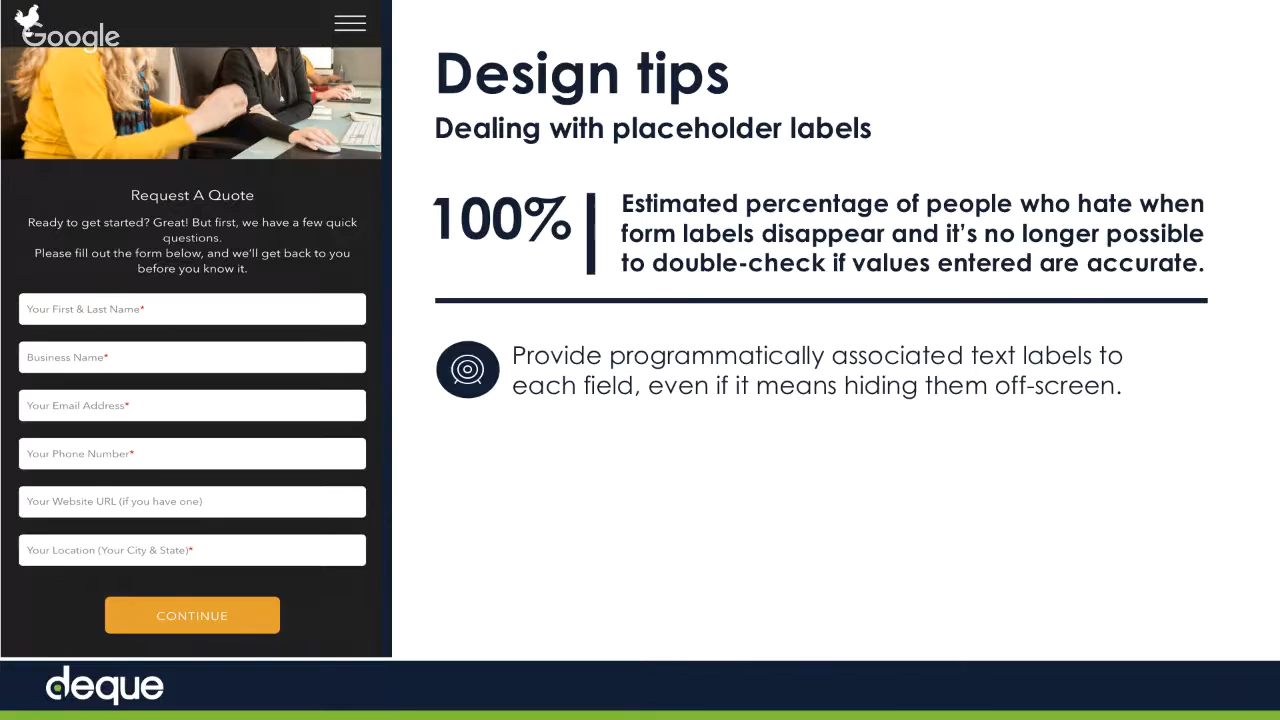 Google
Request A Quote
Ready to get started? Great! But first, we have a few quick
questions.
Please fill out the form below, and we'll get back to you
before you know it.
Your First & Last Name*
Business Name*
Your Email Address*
Your Phone Number*
Your Website URL (if you have one)
Your Location (Your City & State)*
CONTINUE
Design tips
Dealing with placeholder labels
100%
Estimated percentage of people who hate when
form labels disappear and it's no longer possible
to double-check if values entered are accurate.
Provide programmatically associated text labels to
each field, even if it means hiding them off-screen.
deque